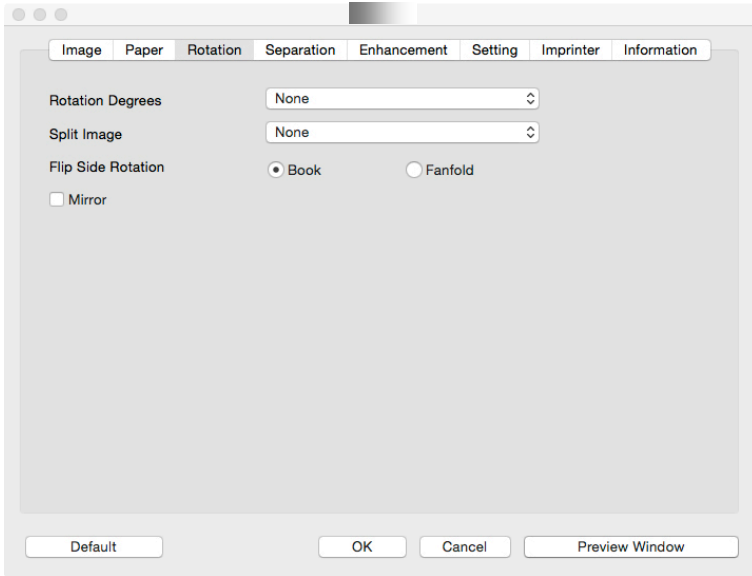 Image Paper Rotation Separation Enhancement Setting Imprinter Information
Rotation Degrees None
Split Image None
Flip Side Rotation Book Fanfold
Mirror
Default OK Cancel Preview Window